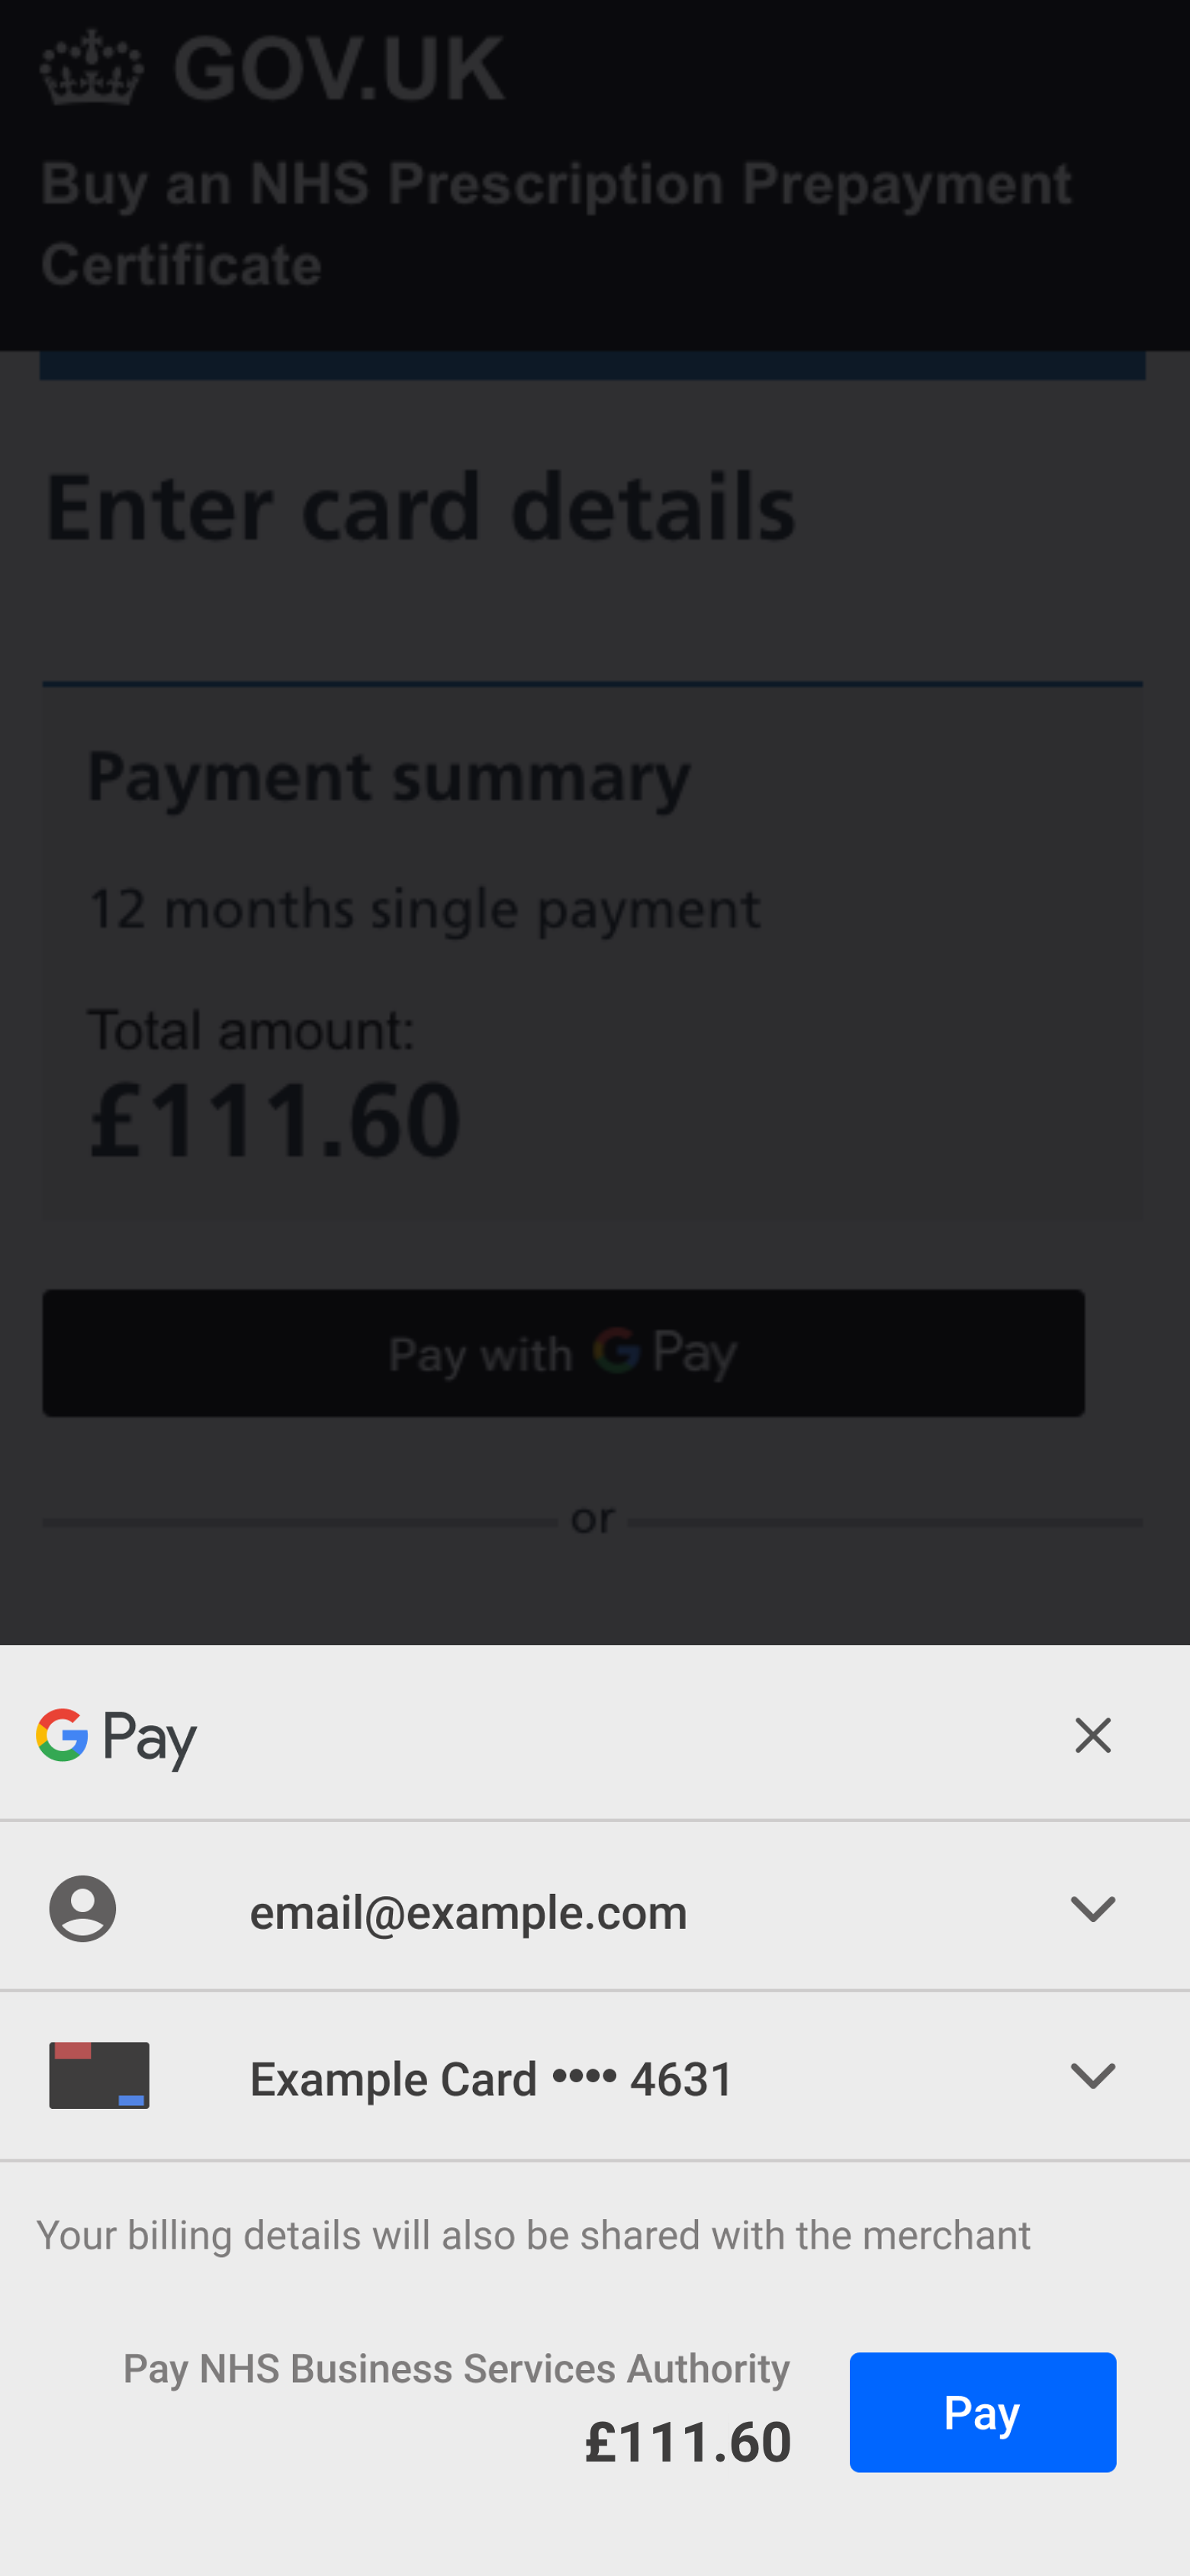 GOV.UK
Buy an NHS Prescription Prepayment
Certificate
Enter card details
Payment summary
12 months single payment
Total amount:
£111.60
Pay with G Pay
or
G Pay
email@example.com
Example Card •••• 4631
Your billing details will also be shared with the merchant
Pay NHS Business Services Authority
£111.60
Pay